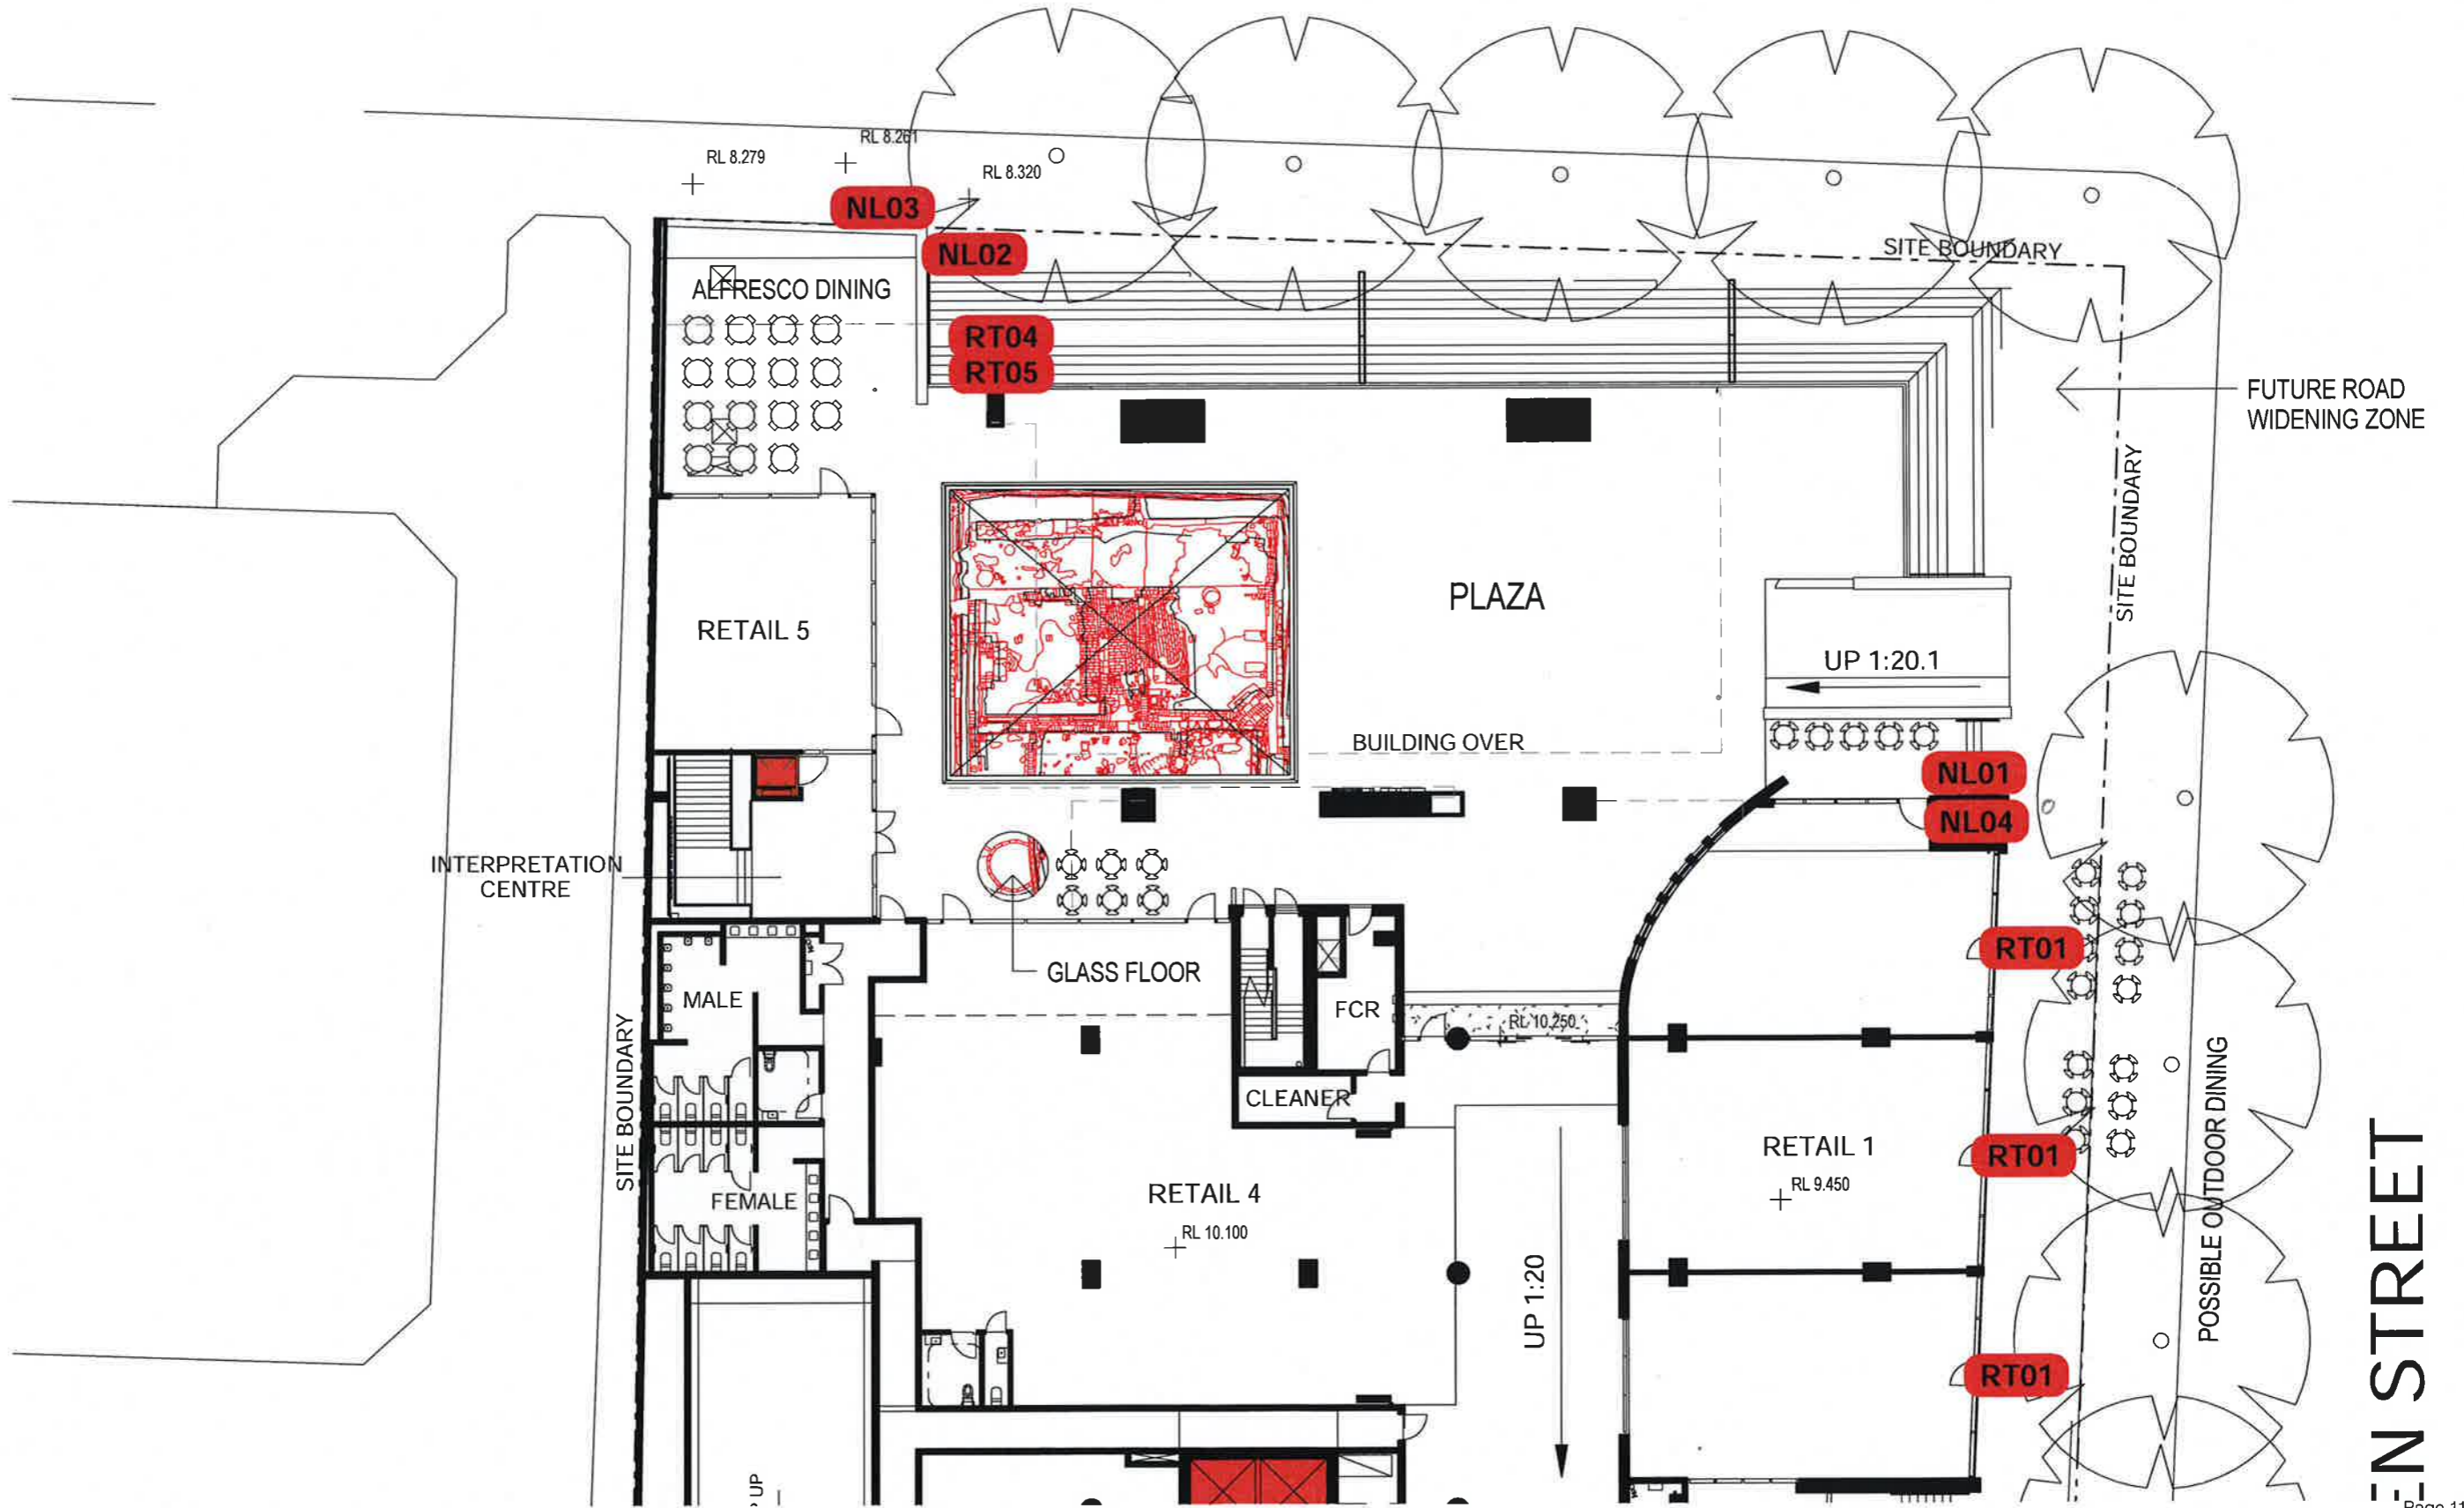 RL 8.261
RL 8.279
RL 8.320
NL03
NL02
SITE BOUNDARY
ALFRESCO DINING
RT04
RT05
FUTURE ROAD
WIDENING ZONE
SITE BOUNDARY
PLAZA
RETAIL 5
UP 1:20.1
BUILDING OVER
NL01
NL04
INTERPRETATION
CENTRE
RT01
GLASS FLOOR
MALE
FCR
RL 10.250
SITE BOUNDARY
CLEANER
POSSIBLE OUTDOOR DINING
RETAIL 1
RT01
RL 9.450
RETAIL 4
FEMALE
RL 10.100
UP 1:20
RT01
EN STREET
UP
Page 11